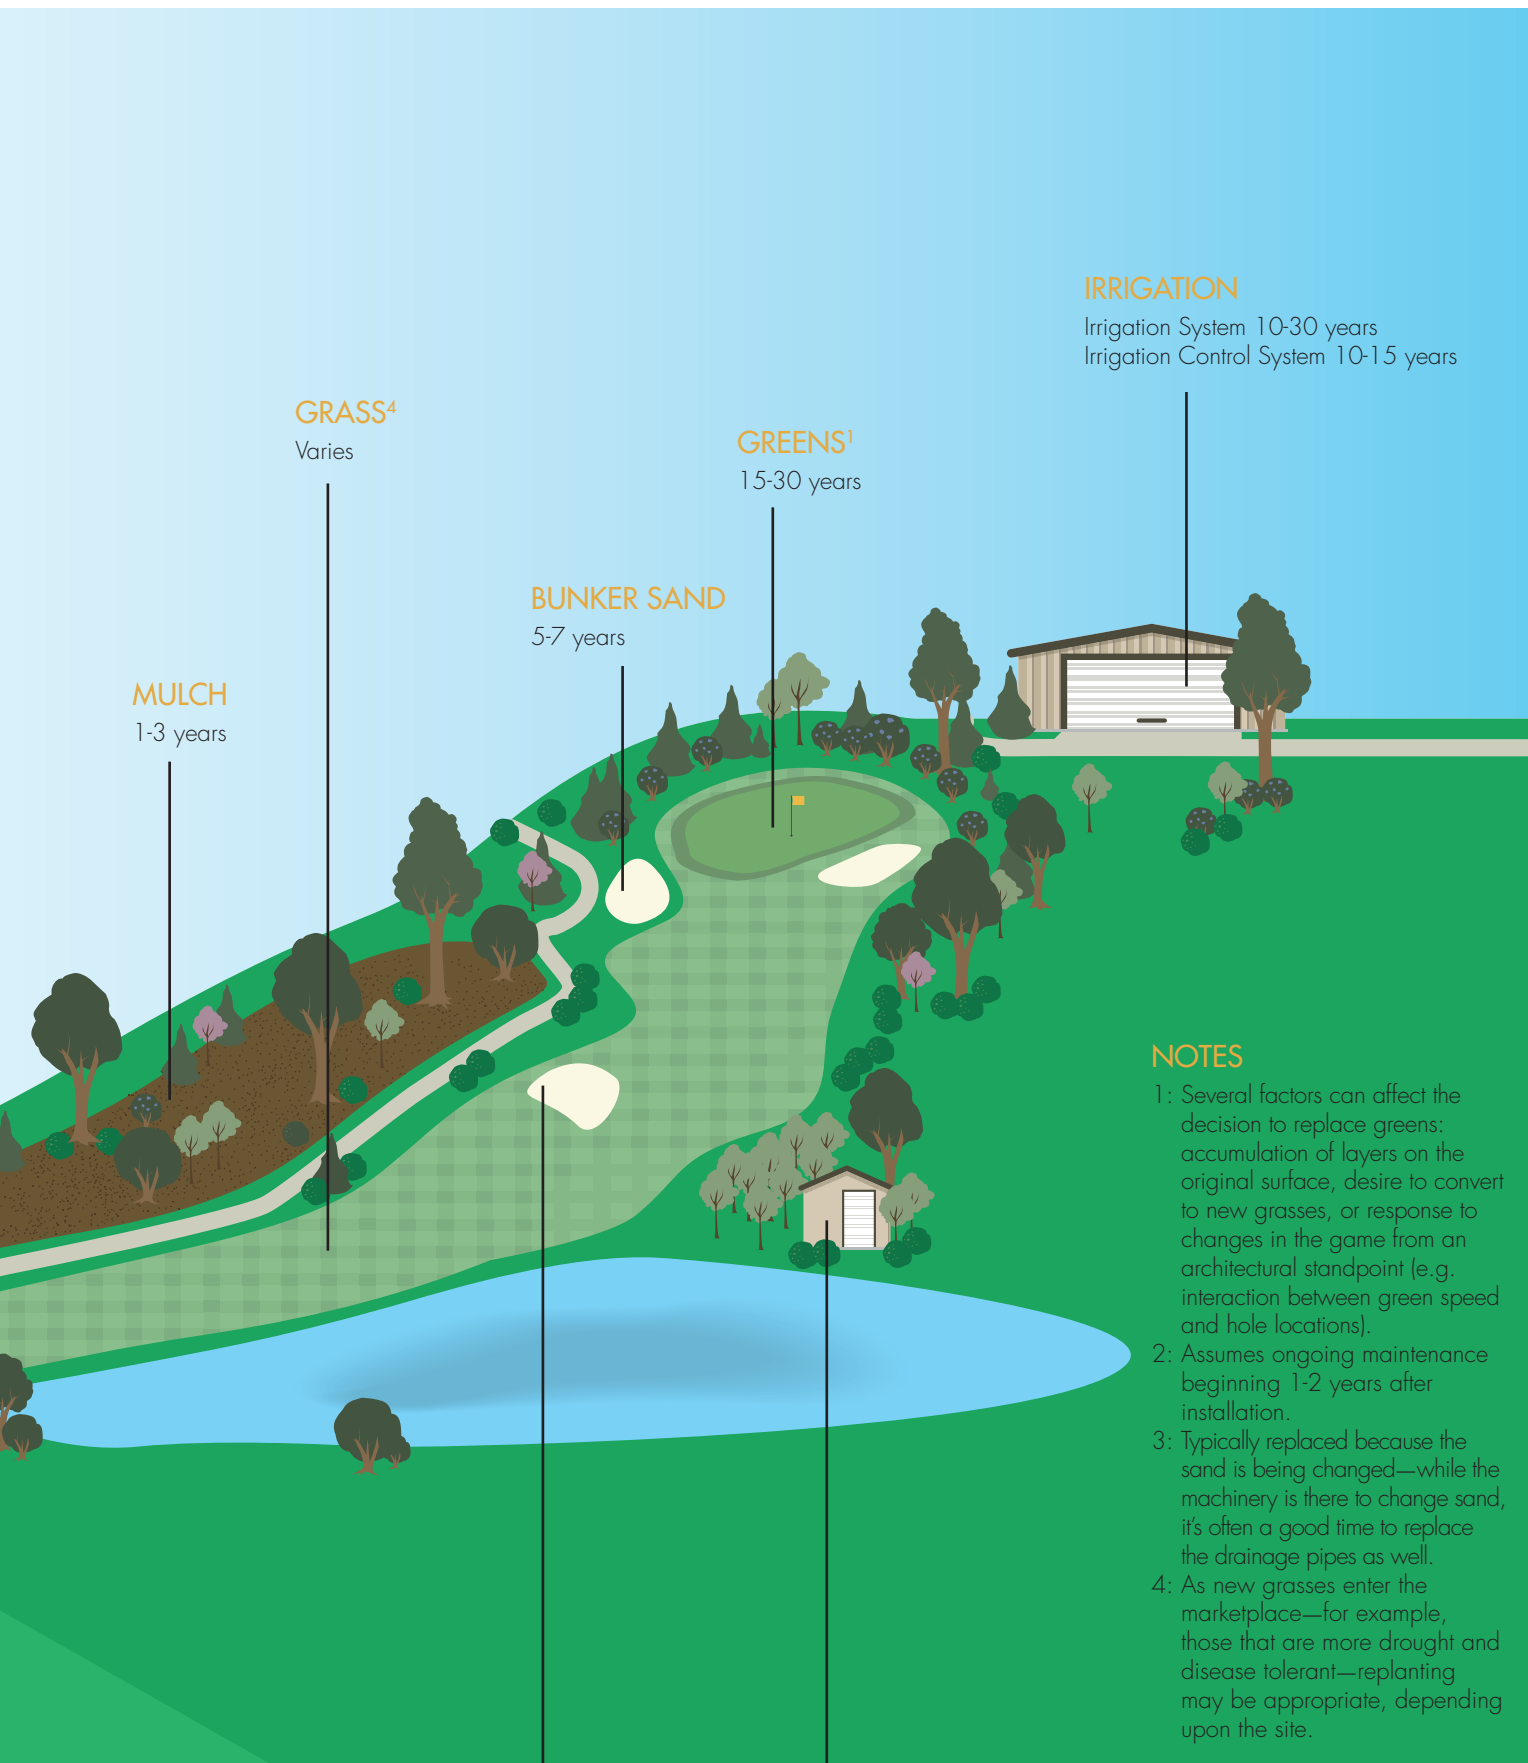 IRRIGATION
Irrigation System 10-30 years
Irrigation Control System 10-15 years
GRASS4
Varies
GREENS1
15-30 years
BUNKER SAND
5-7 years
MULCH
1-3 years
NOTES
1: Several factors can affect the
decision to replace greens:
accumulation of layers on the
original surface, desire to convert
to new grasses, or response to
changes in the game from an
architectural standpoint (e.g.
interaction between green speed
and hole locations).
2: Assumes ongoing maintenance
beginning 1-2 years after
installation.
3: Typically replaced because the
sand is being changed—while the
machinery is there to change sand,
it’s often a good time to replace
the drainage pipes as well.
4: As new grasses enter the
marketplace—for example,
those that are more drought and
disease tolerant—replanting
may be appropriate, depending
upon the site.